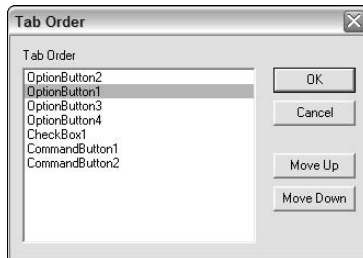 Tab Order
Tab Order
OptionButton2
OptionButton1
OptionButton3
OptionButton4
CheckBox1
CommandButton1
CommandButton2
OK
Cancel
Move Up
Move Down